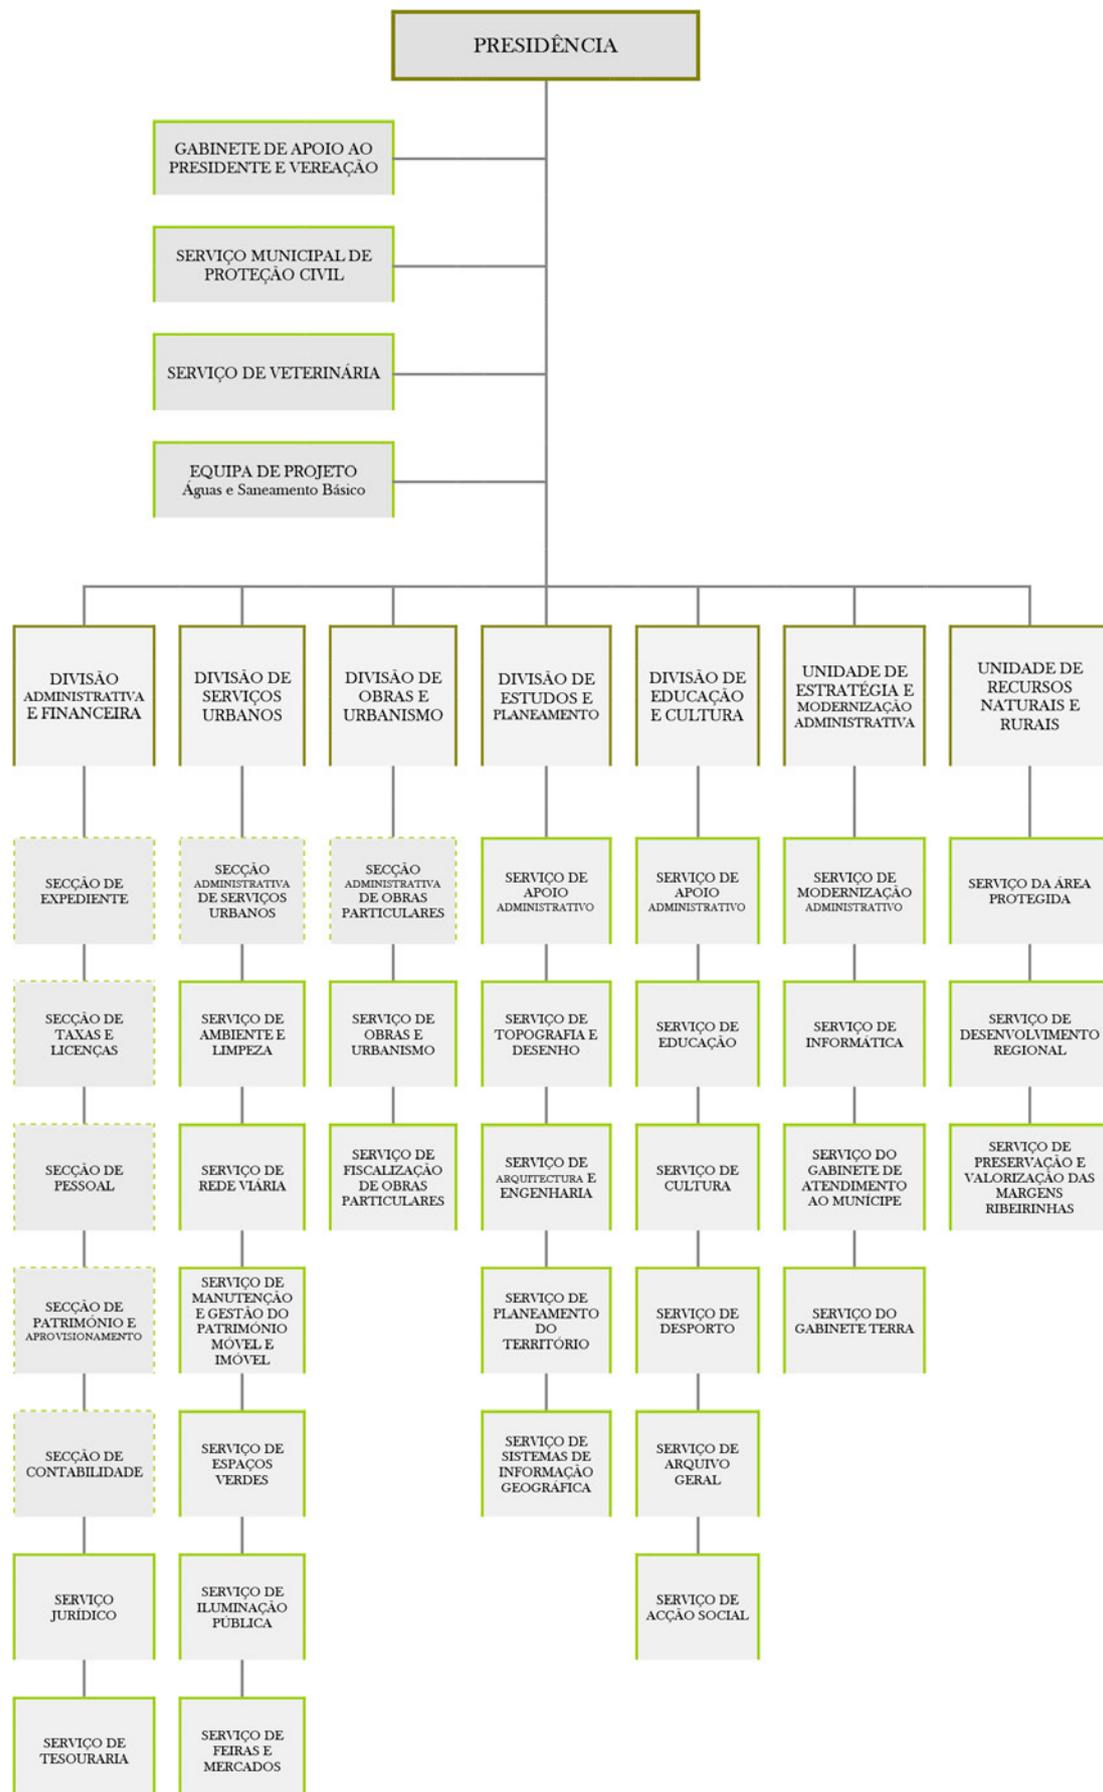 PRESIDÊNCIA
GABINETE DE APOIO AO
PRESIDENTE E VEREAÇÃO
SERVIÇO MUNICIPAL DE
PROTEÇÃO CIVIL
SERVIÇO DE VETERINÁRIA
EQUIPA DE PROJETO
Águas e Saneamento Básico
DIVISÃO
ADMINISTRATIVA
E FINANCEIRA
DIVISÃO DE
SERVIÇOS
URBANOS
DIVISÃO DE
OBRAS E
URBANISMO
DIVISÃO DE
ESTUDOS E
PLANEAMENTO
DIVISÃO DE
EDUCAÇÃO
E CULTURA
UNIDADE DE
ESTRATÉGIA E
MODERNIZAÇÃO
ADMINISTRATIVA
UNIDADE DE
RECURSOS
NATURAIS E
RURAIS
SECÇÃO DE
EXPEDIENTE
SECÇÃO
ADMINISTRATIVA
DE SERVIÇOS
URBANOS
SECÇÃO
ADMINISTRATIVA
DE OBRAS
PARTICULARES
SERVIÇO DE
APOIO
ADMINISTRATIVO
SERVIÇO DE
APOIO
ADMINISTRATIVO
SERVIÇO DE
MODERNIZAÇÃO
ADMINISTRATIVO
SERVIÇO DA ÁREA
PROTEGIDA
SECÇÃO DE
TAXAS E
LICENÇAS
SERVIÇO DE
AMBIENTE E
LIMPEZA
SERVIÇO DE
OBRAS E
URBANISMO
SERVIÇO DE
TOPOGRAFIA E
DESENHO
SERVIÇO DE
EDUCAÇÃO
SERVIÇO DE
INFORMÁTICA
SERVIÇO DE
DESENVOLVIMENTO
REGIONAL
SECÇÃO DE
PESSOAL
SERVIÇO DE
REDE VIÁRIA
SERVIÇO DE
FISCALIZAÇÃO
DE OBRAS
PARTICULARES
SERVIÇO DE
ARQUITECTURA E
ENGENHARIA
SERVIÇO DE
CULTURA
SERVIÇO DO
GABINETE DE
ATENDIMENTO
AO MUNÍCIPE
SERVIÇO DE
PRESERVAÇÃO E
VALORIZAÇÃO DAS
MARGENS
RIBEIRINHAS
SECÇÃO DE
PATRIMÓNIO E
APROVISIONAMENTO
SERVIÇO DE
MANUTENÇÃO
E GESTÃO DO
PATRIMÓNIO
MÓVEL E
IMÓVEL
SERVIÇO DE
PLANEAMENTO
DO
TERRITÓRIO
SERVIÇO DE
DESPORTO
SERVIÇO DO
GABINETE TERRA
SECÇÃO DE
CONTABILIDADE
SERVIÇO DE
ESPAÇOS
VERDES
SERVIÇO DE
SISTEMAS DE
INFORMAÇÃO
GEOGRÁFICA
SERVIÇO DE
ARQUIVO
GERAL
SERVIÇO
JURÍDICO
SERVIÇO DE
ILUMINAÇÃO
PÚBLICA
SERVIÇO DE
ACÇÃO SOCIAL
SERVIÇO DE
TESOURARIA
SERVIÇO DE
FEIRAS E
MERCADOS